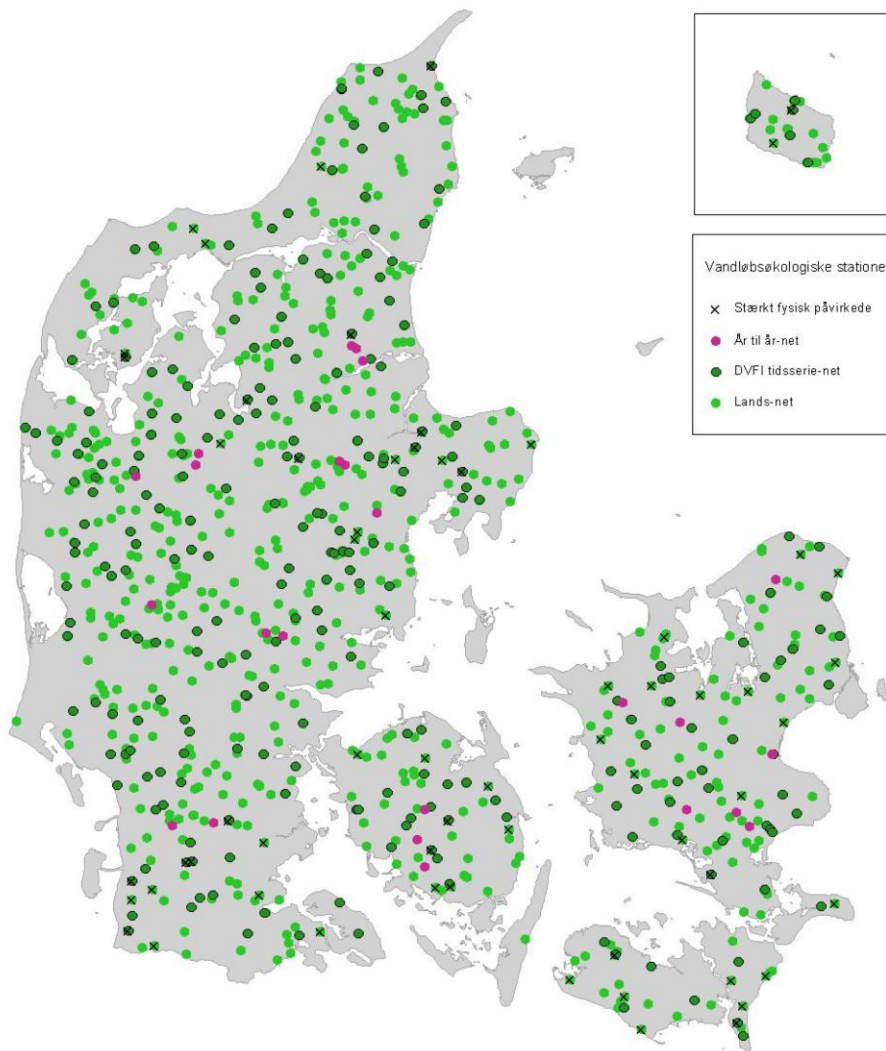 Vandløbsøkologiske statione
Stærkt fysisk påvirkede
År til år-net
DVFI tidsserie-net
Lands-net